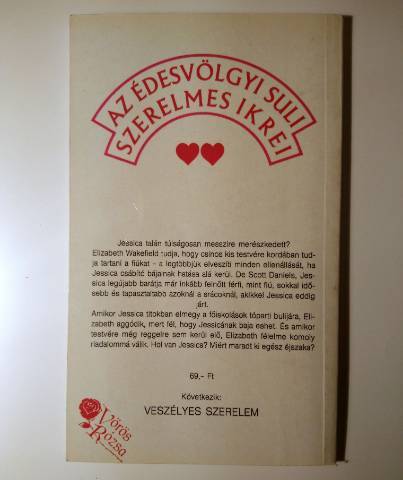 AZ ÉDESVÖLGYI SULI
SZERELMES IKREI
Jessica talán túlságosan messzire merészkedett?
Elizabeth Wakefield tudja, hogy csinos kis testvére kordában tud-
ja tartani a fiúkat - a legtöbbjük elveszíti minden ellenállását, ha
Jessica csábító bájainak hatása alá kerül. De Scott Daniels, Jes-
sica legújabb barátja már inkább felnőtt férfi, mint fiú, sokkal idő-
sebb és tapasztaltabb azoknál a srácoknál, akikkel Jessica eddig
járt.
Amikor Jessica titokban elmegy a főiskolások tóparti bulijára, Eli-
zabeth aggódik, mert fél, hogy Jessicának baja eshet. És amikor
testvére még reggelre sem kerül elő, Elizabeth félelme komoly
riadalommá válik. Hol van Jessica? Miért maradt ki egész éjszaka?
69,- Ft
Következik:
VESZÉLYES SZERELEM
Vörös
Rózsa